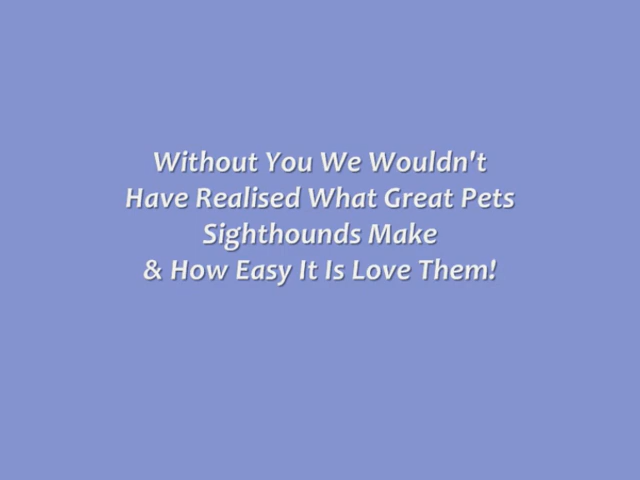 Without You We Wouldn't
Have Realised What Great Pets
Sighthounds Make
& How Easy It Is Love Them!